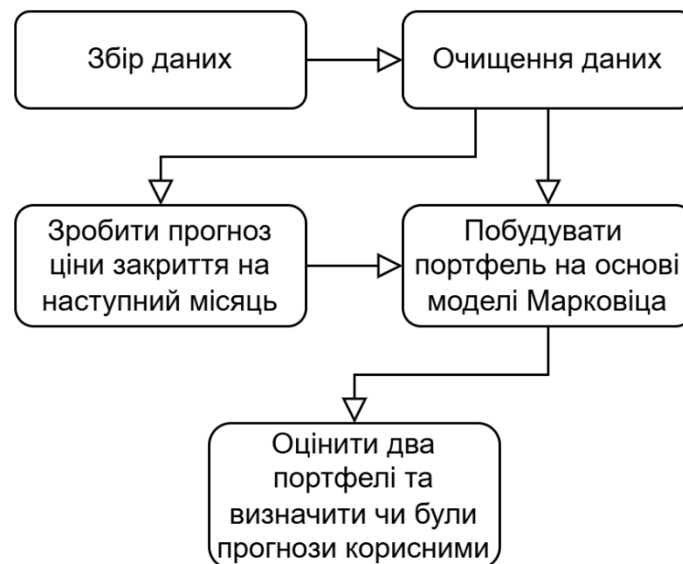 Збір даних
Очищення даних
Зробити прогноз
ціни закриття на
наступний місяць
Побудувати
портфель на основі
моделі Марковіца
Оцінити два
портфелі та
визначити чи були
прогнози корисними